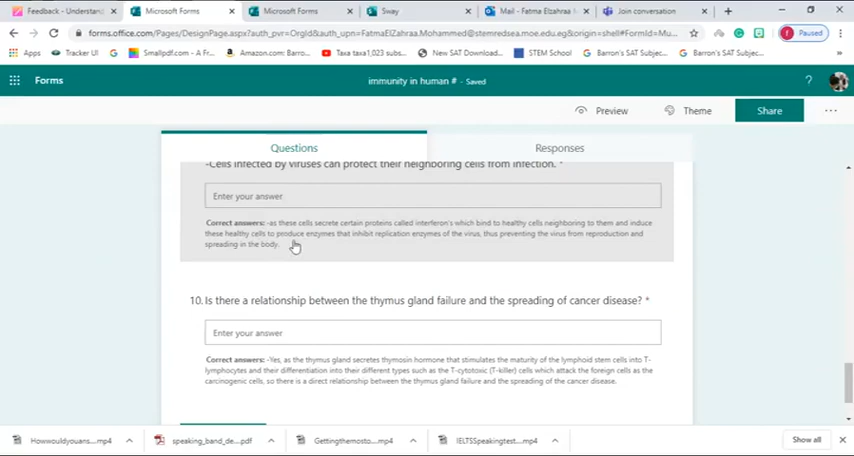 Feedback - Understand
Microsoft Forms
Microsoft Forms
Sway
Mail - Fatma Elzahraa M
Join conversation
forms.office.com/Pages/DesignPage.aspx?auth_pvr=OrgId&auth_upn=FatmaElZahraa.Mohammed@stemredsea.moe.edu.eg&origin=shell#FormId=Mu...
f Paused
Apps
Tracker UI
Smallpdf.com - A Fr...
Amazon.com: Barro...
Taxa taxa1,023 subs...
New SAT Download...
STEM School
Barron's SAT Subjec...
Barron's SAT Subjec...
Forms
immunity in human # - Saved
?
Preview
Theme
Share
...
Questions
Responses
-Cells infected by viruses can protect their neighboring cells from infection. *
Enter your answer
Correct answers: -as these cells secrete certain proteins called interferon's which bind to healthy cells neighboring to them and induce
these healthy cells to produce enzymes that inhibit replication enzymes of the virus, thus preventing the virus from reproduction and
spreading in the body.
10. Is there a relationship between the thymus gland failure and the spreading of cancer disease? *
Enter your answer
Correct answers: -Yes, as the thymus gland secretes thymosin hormone that stimulates the maturity of the lymphoid stem cells into T-
lymphocytes and their differentiation into their different types such as the T-cytotoxic (T-killer) cells which attack the foreign cells as the
carcinogenic cells, so there is a direct relationship between the thymus gland failure and the spreading of the cancer disease.
Howwouldyouans....mp4
speaking_band_de....pdf
Gettingthemosto....mp4
IELTSSpeakingtest....mp4
Show all